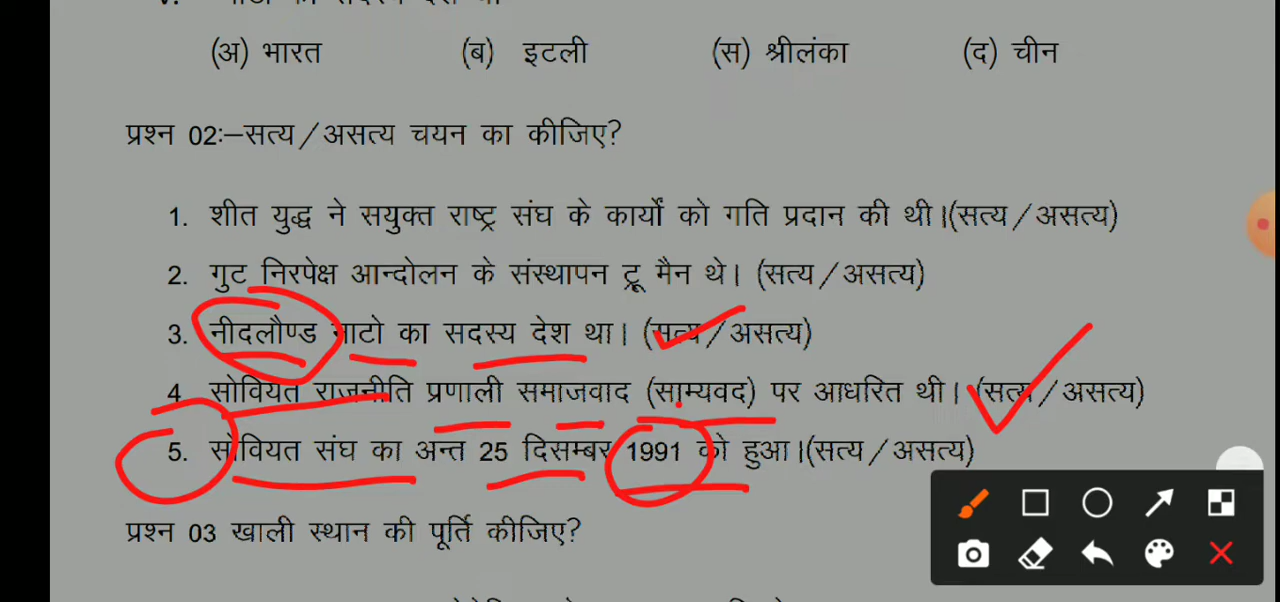 (अ) भारत (ब) इटली (स) श्रीलंका (द) चीन
प्रश्न 02:–सत्य/असत्य चयन का कीजिए?
1. शीत युद्ध ने सयुक्त राष्ट्र संघ के कार्यों को गति प्रदान की थी।(सत्य/असत्य)
2. गुट निरपेक्ष आन्दोलन के संस्थापन ट्रू मैन थे। (सत्य/असत्य)
3. नीदलौण्ड नाटो का सदस्य देश था। (सत्य/असत्य)
4 सोवियत राजनीति प्रणाली समाजवाद (साम्यवद) पर आधरित थी। (सत्य/असत्य)
5. सोवियत संघ का अन्त 25 दिसम्बर 1991 को हुआ।(सत्य/असत्य)
प्रश्न 03 खाली स्थान की पूर्ति कीजिए?